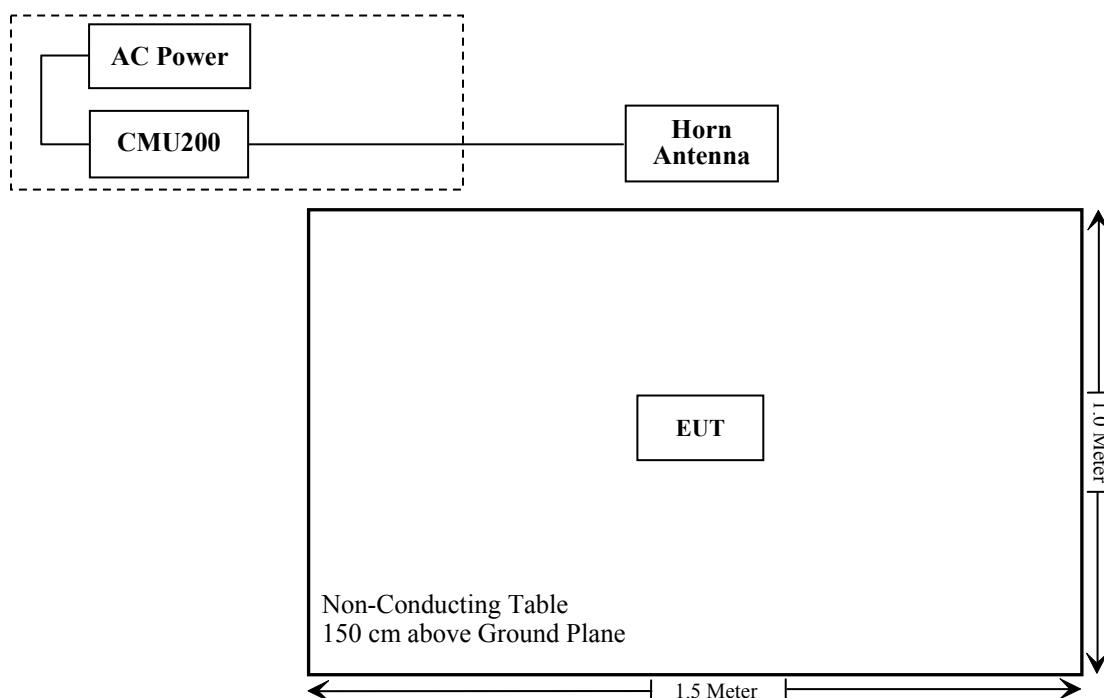 AC Power
CMU200
Horn
Antenna
EUT
1.0 Meter
Non-Conducting Table
150 cm above Ground Plane
1.5 Meter